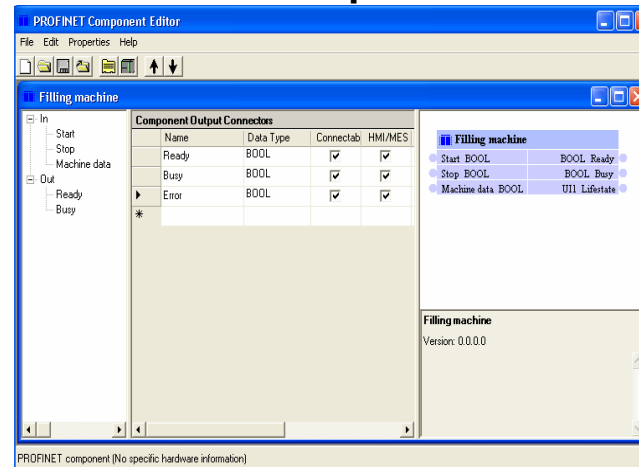 PROFINET Component Editor
File Edit Properties Help
Filling machine
In
Start
Stop
Machine data
Out
Ready
Busy
Component Output Connectors
Name Data Type Connectab HMI/MES
Ready BOOL
Busy BOOL
Error BOOL
Filling machine
Start BOOL BOOL Ready
Stop BOOL BOOL Busy
Machine data BOOL UI1 Lifestate
Filling machine
Version: 0.0.0.0
PROFINET component (No specific hardware information)